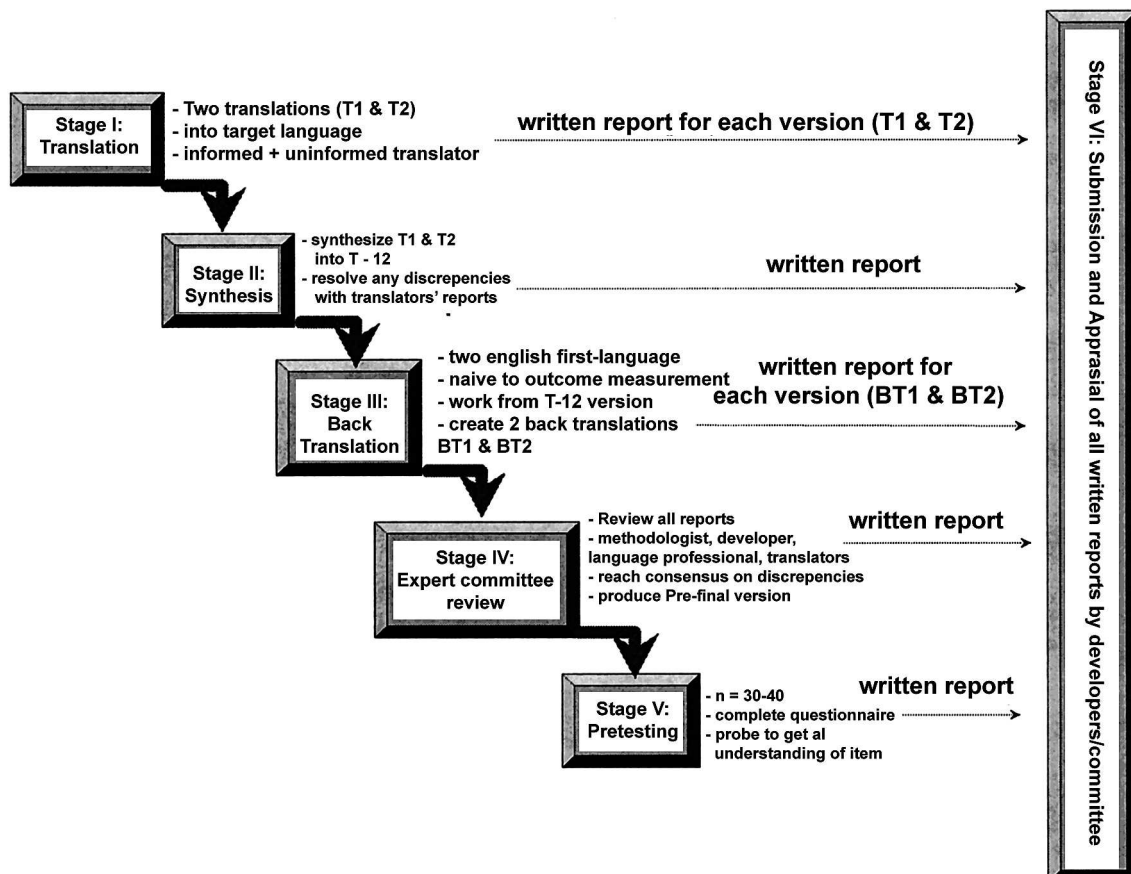 Stage I:
Translation
- Two translations (T1 & T2)
- into target language
- informed + uninformed translator
written report for each version (T1 & T2)
Stage II:
Synthesis
- synthesize T1 & T2
into T - 12
- resolve any discrepencies
with translators' reports
-
written report
Stage III:
Back
Translation
- two english first-language
- naive to outcome measurement
- work from T-12 version
- create 2 back translations
BT1 & BT2
written report for
each version (BT1 & BT2)
Stage IV:
Expert committee
review
- Review all reports
- methodologist, developer,
language professional, translators
- reach consensus on discrepencies
- produce Pre-final version
written report
Stage V:
Pretesting
- n = 30-40
- complete questionnaire
- probe to get al
understanding of item
written report
Stage VI: Submission and Apprasial of all written reports by developers/committee